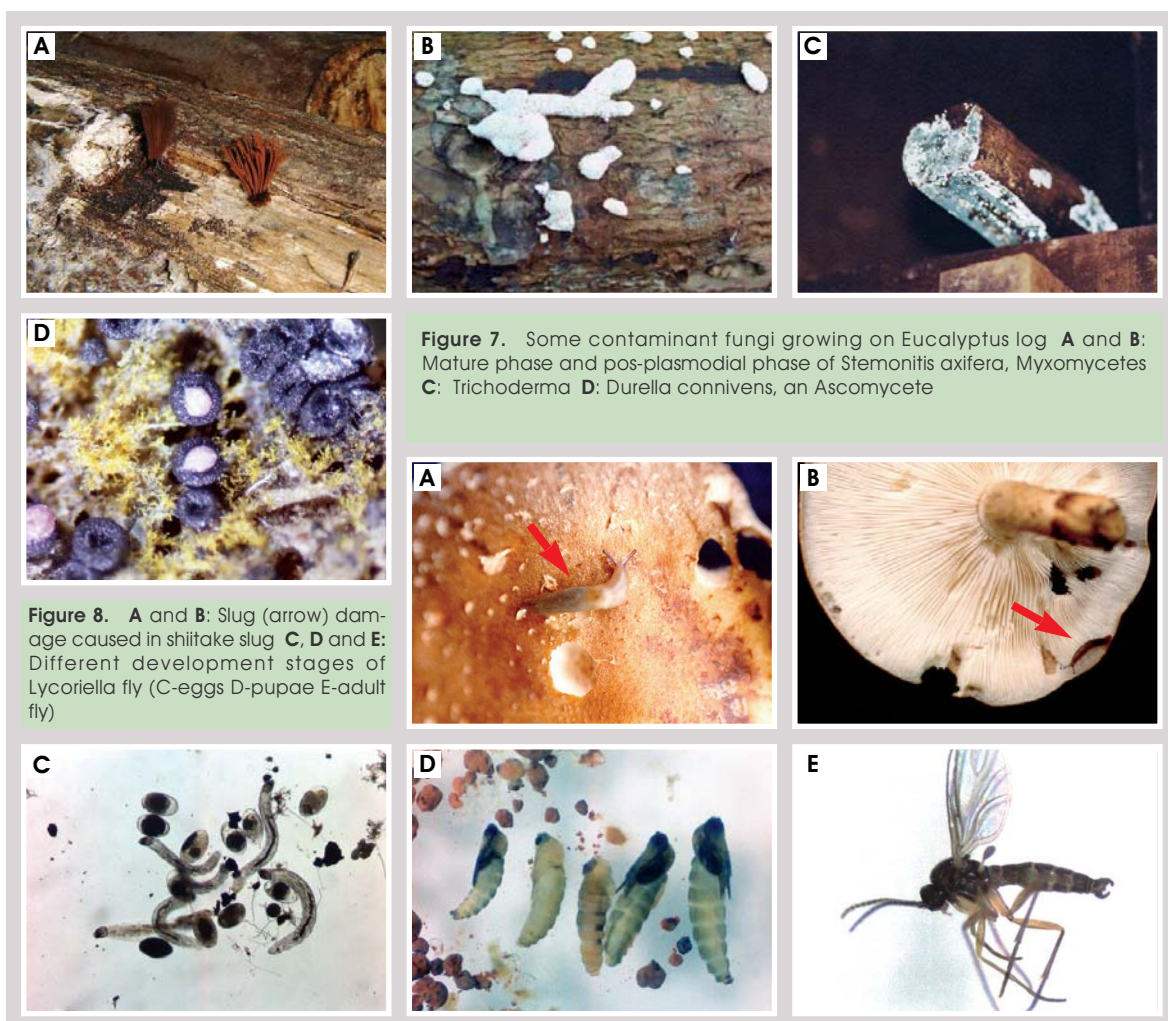 A
B
C
D
Figure 7. Some contaminant fungi growing on Eucalyptus log A and B:
Mature phase and pos-plasmodial phase of Stemonitis axifera, Myxomycetes
C: Trichoderma D: Durella connivens, an Ascomycete
A
B
Figure 8. A and B: Slug (arrow) dam-
age caused in shiitake slug C, D and E:
Different development stages of
Lycoriella fly (C-eggs D-pupae E-adult
fly)
C
D
E